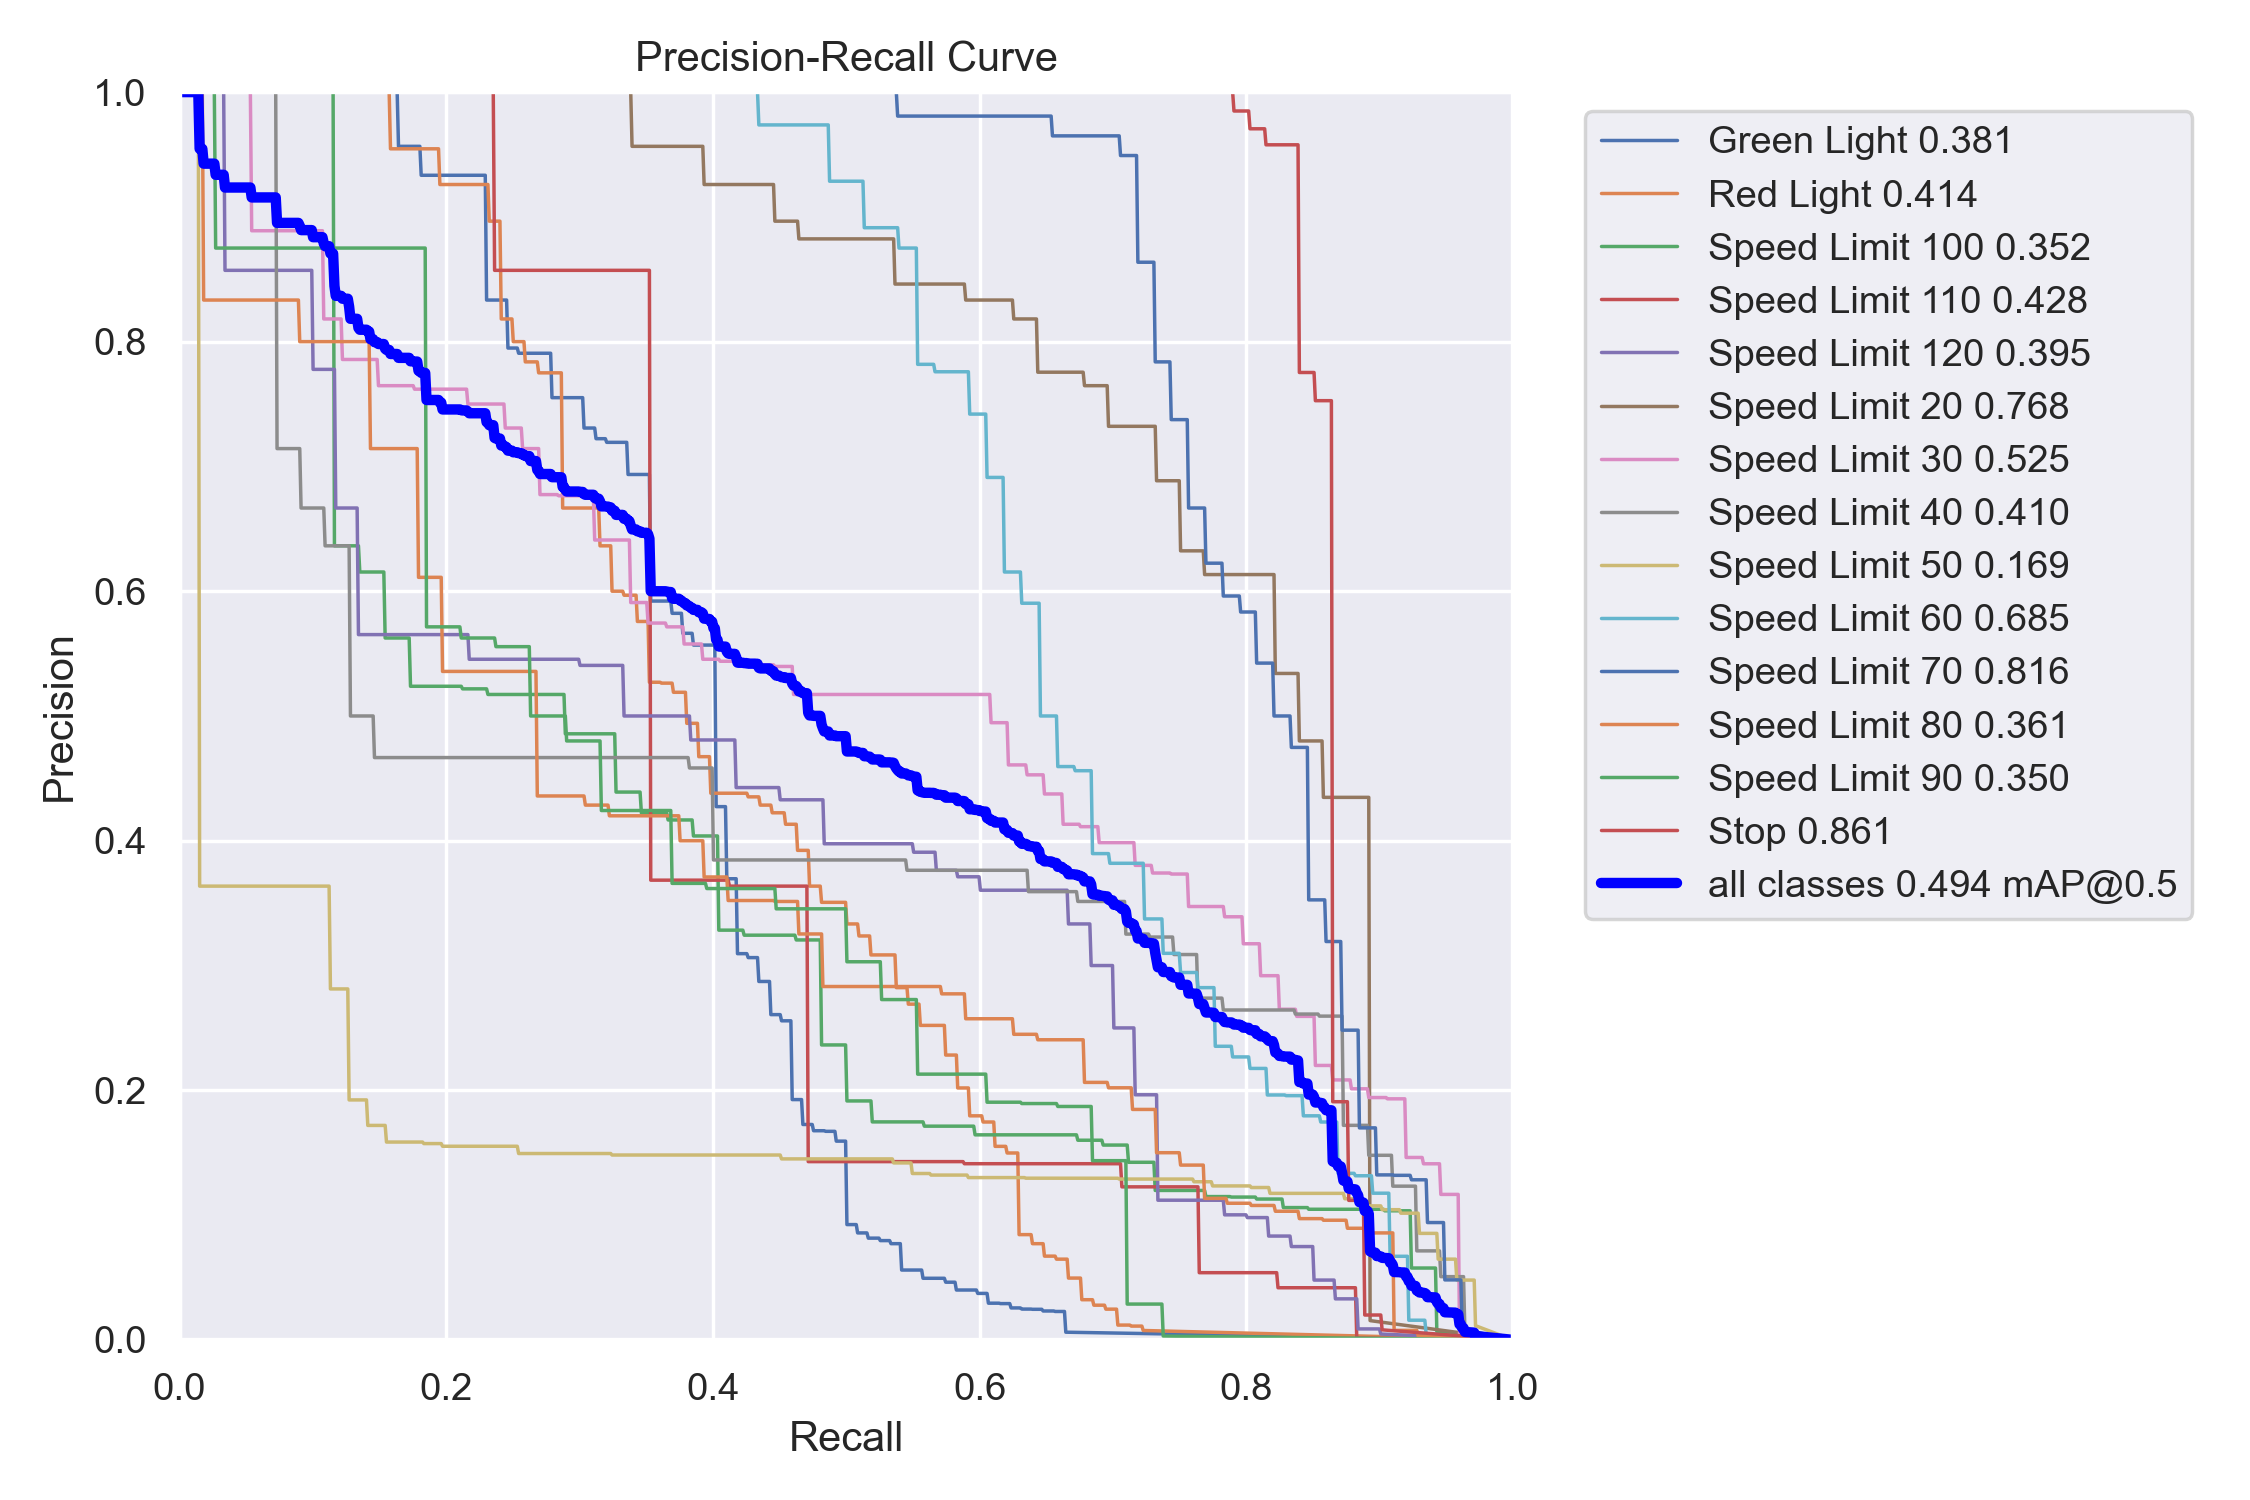 Precision-Recall Curve
1.0
0.8
0.6
0.4
0.2
0.0
Precision
0.0 0.2 0.4 0.6 0.8 1.0
Recall
Green Light 0.381
Red Light 0.414
Speed Limit 100 0.352
Speed Limit 110 0.428
Speed Limit 120 0.395
Speed Limit 20 0.768
Speed Limit 30 0.525
Speed Limit 40 0.410
Speed Limit 50 0.169
Speed Limit 60 0.685
Speed Limit 70 0.816
Speed Limit 80 0.361
Speed Limit 90 0.350
Stop 0.861
all classes 0.494 mAP@0.5